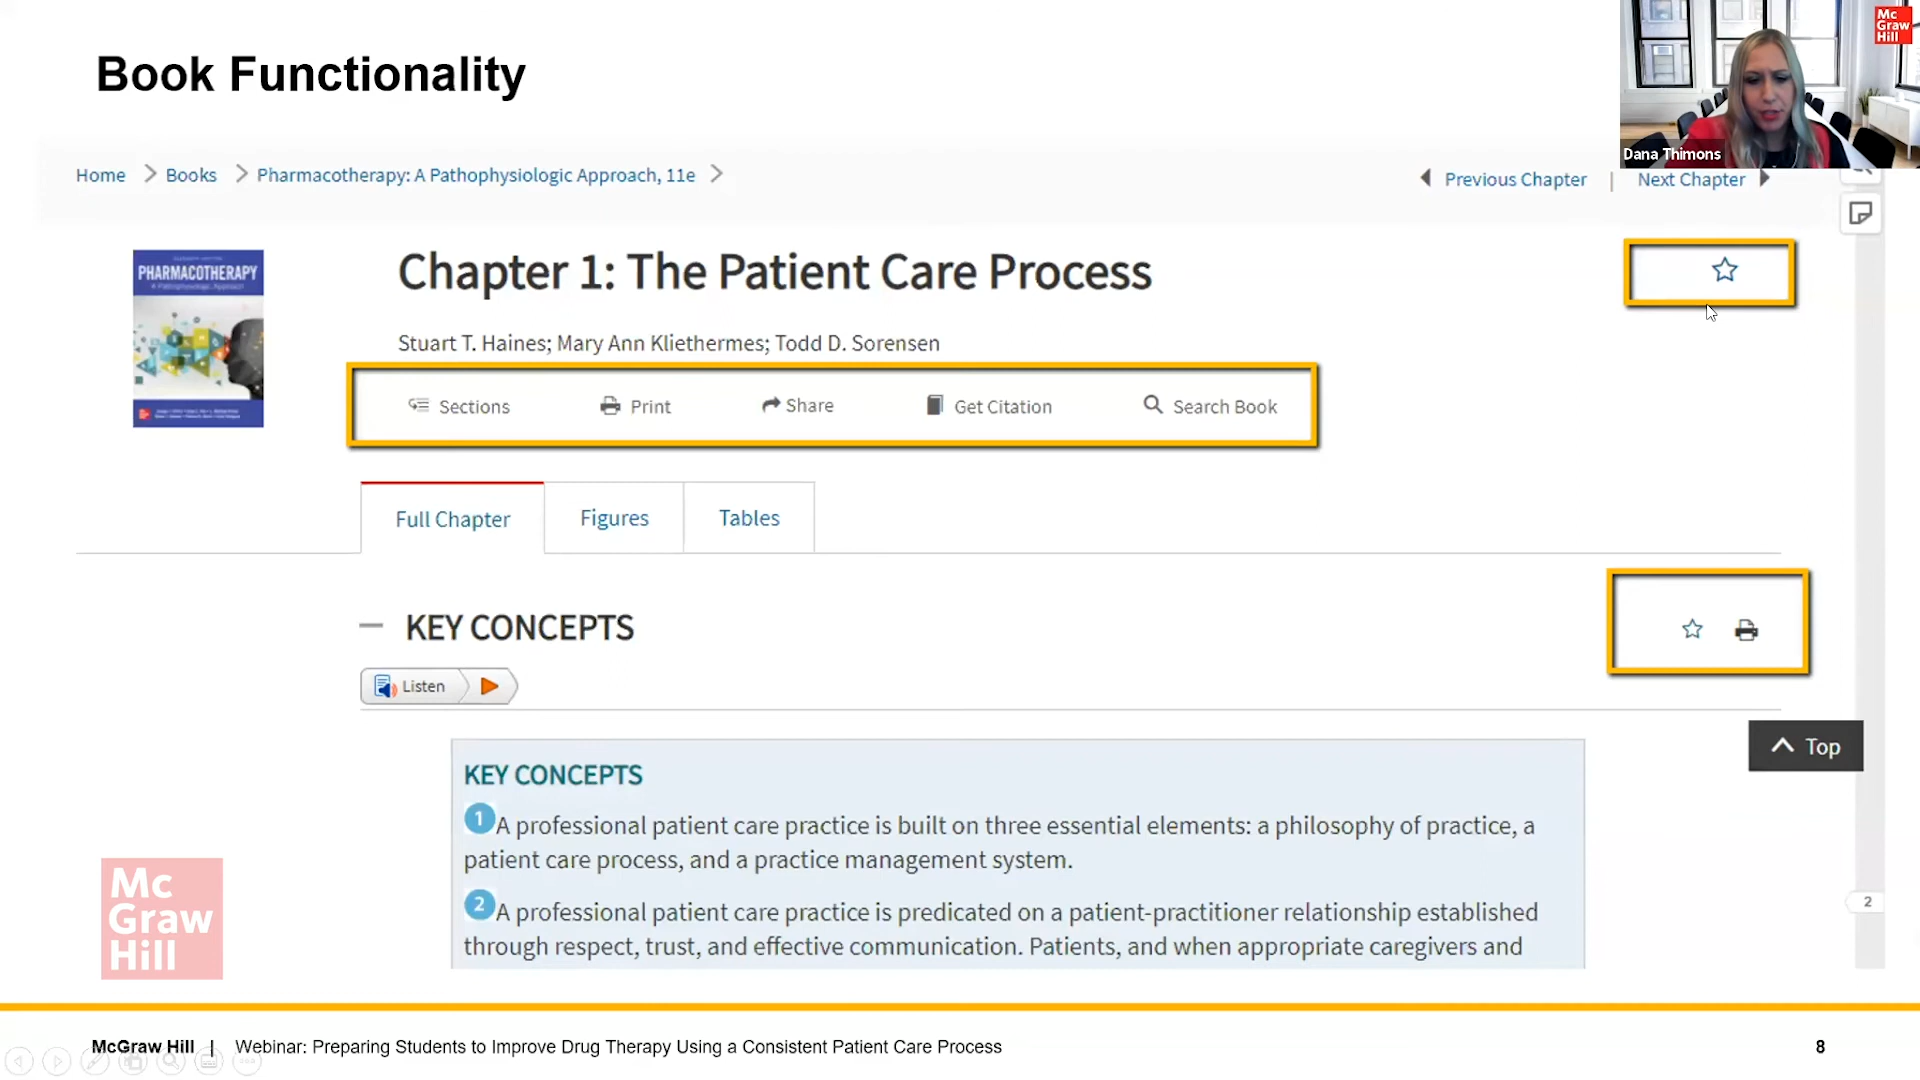 Book Functionality
Mc
Graw
Hill
Dana Thimons
Home
Books
Pharmacotherapy: A Pathophysiologic Approach, 11e
Previous Chapter | Next Chapter
PHARMACOTHERAPY
A Pathophysiologic Approach
Chapter 1: The Patient Care Process
Stuart T. Haines; Mary Ann Kliethermes; Todd D. Sorensen
Sections
Print
Share
Get Citation
Search Book
Full Chapter
Figures
Tables
KEY CONCEPTS
Listen
Top
KEY CONCEPTS
1 A professional patient care practice is built on three essential elements: a philosophy of practice, a
patient care process, and a practice management system.
2 A professional patient care practice is predicated on a patient-practitioner relationship established
through respect, trust, and effective communication. Patients, and when appropriate caregivers and
2
Mc
Graw
Hill
McGraw Hill | Webinar: Preparing Students to Improve Drug Therapy Using a Consistent Patient Care Process
8